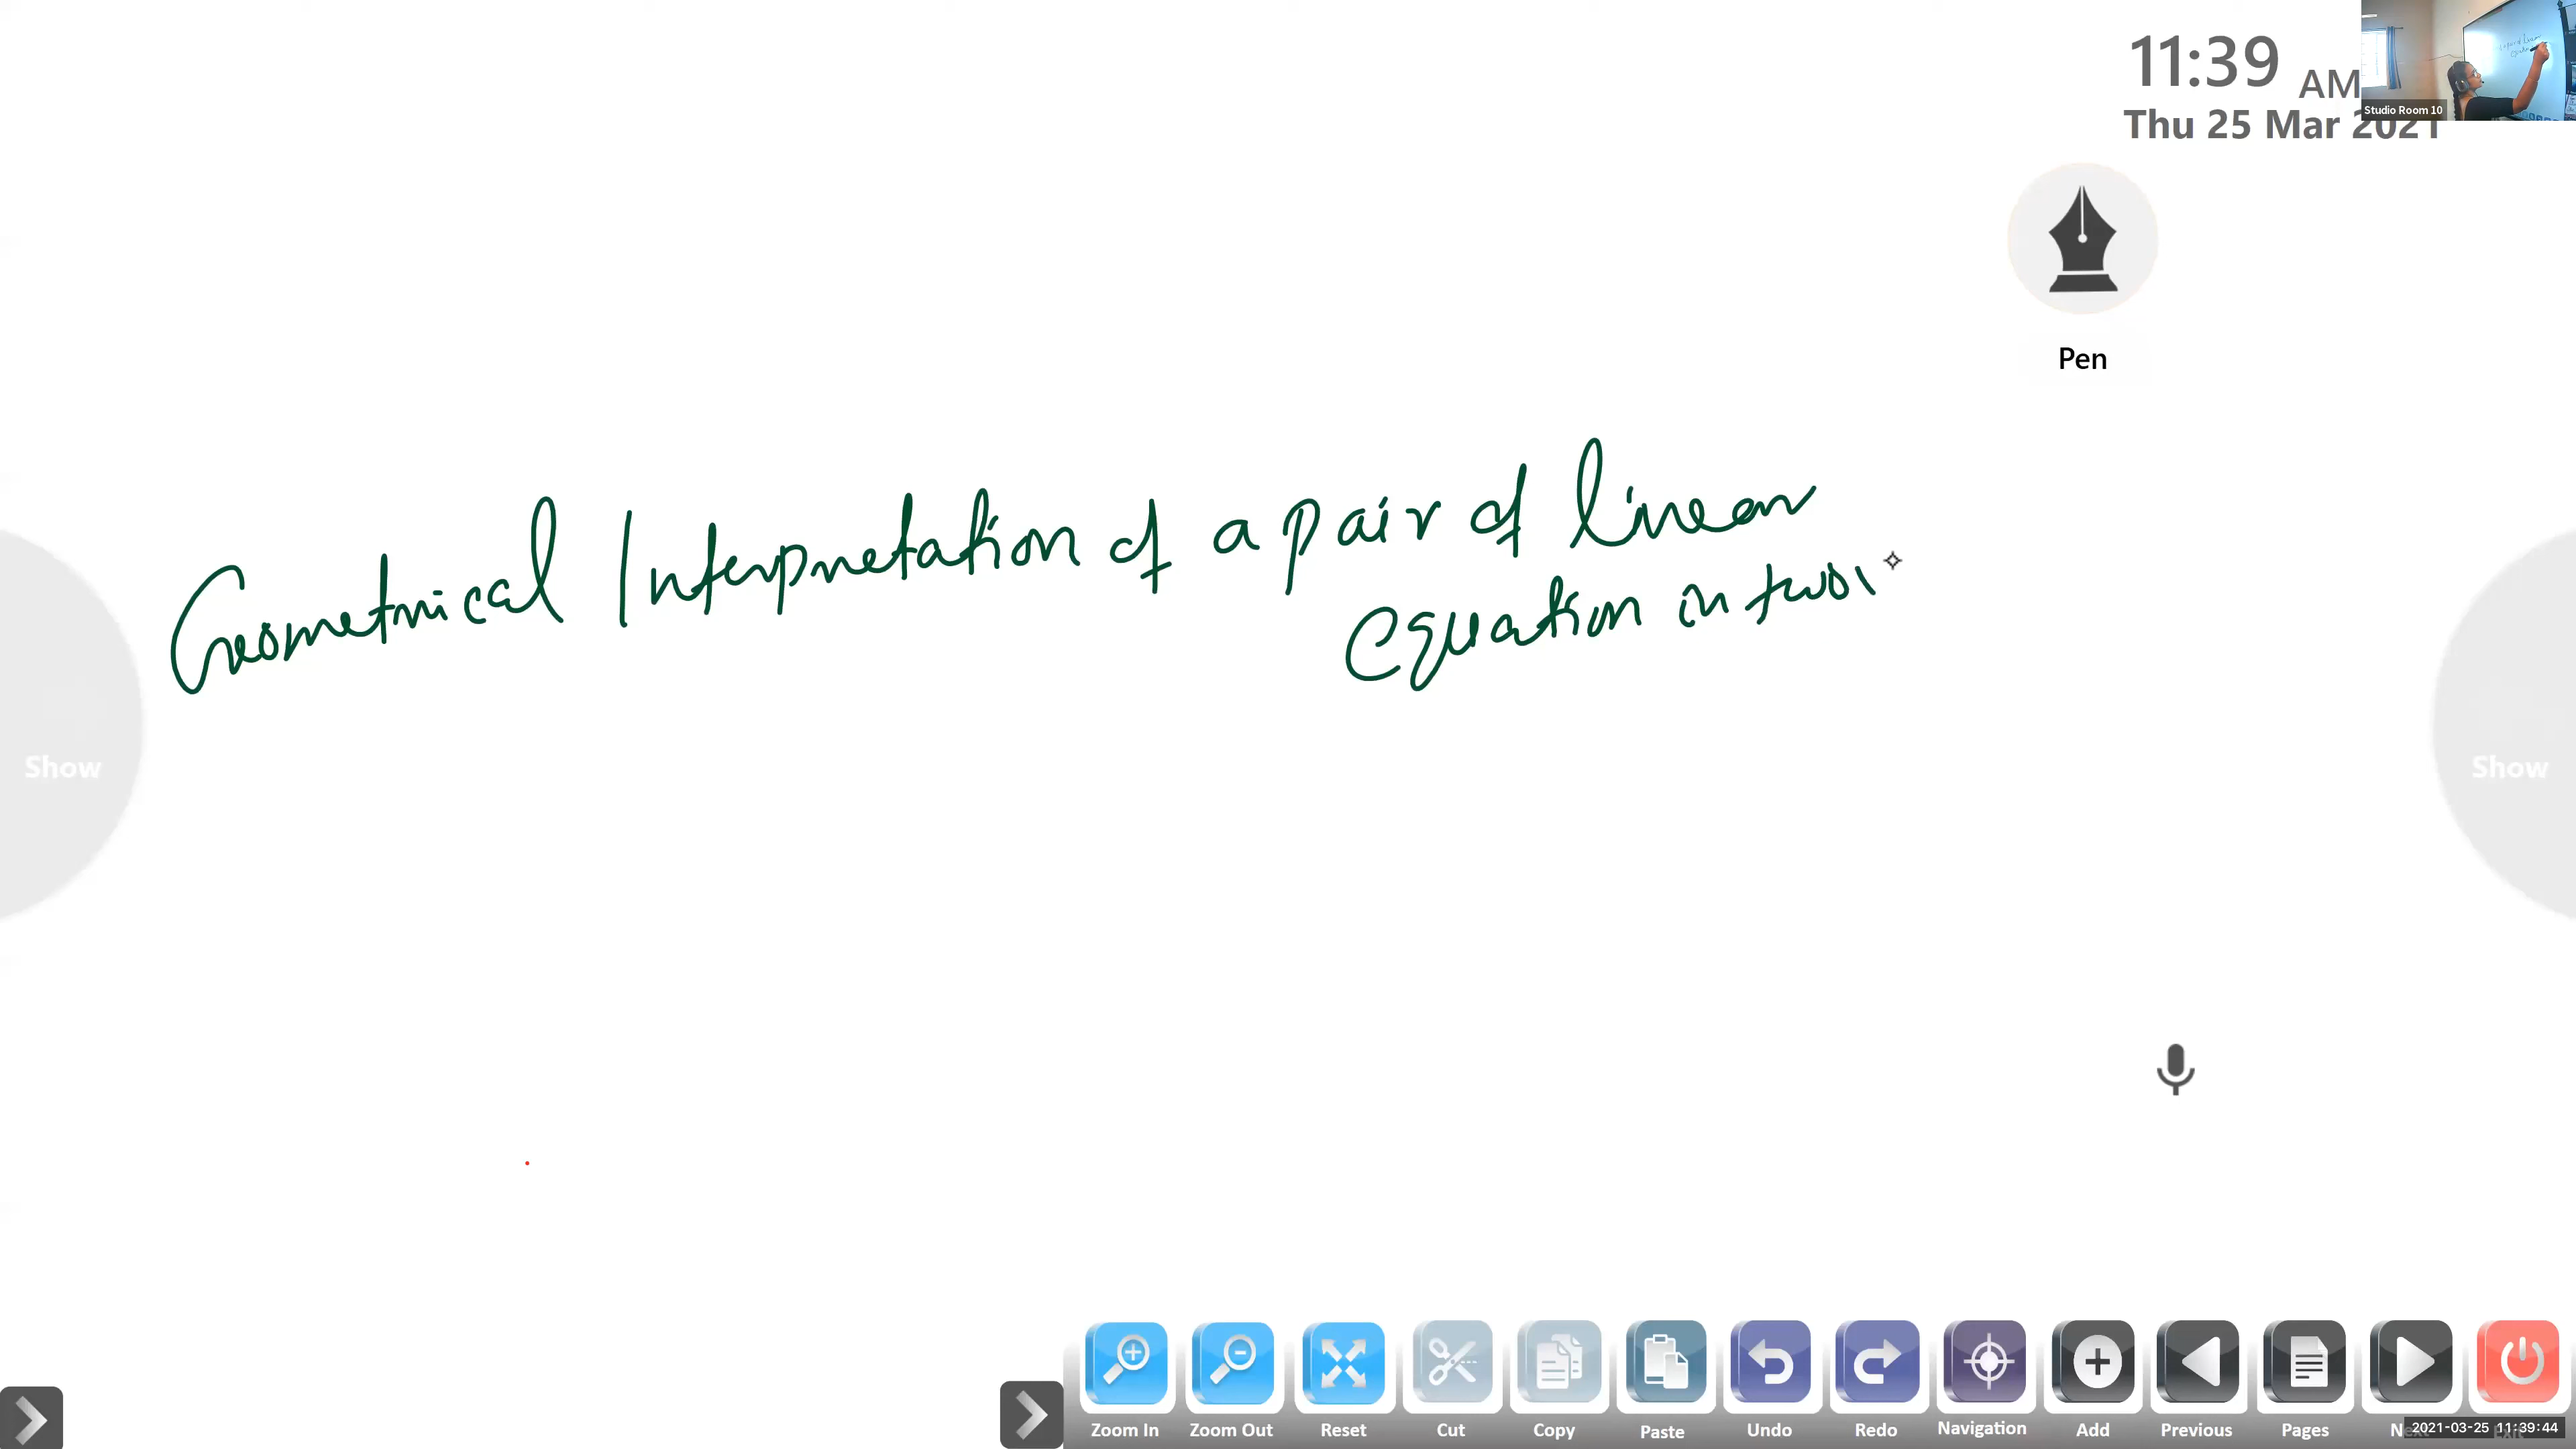 11:39 AM
Thu 25 Mar 2021
Studio Room 10
Pen
Geometrical Interpretation of a pair of linear
equation in two
Show
Show
Zoom In
Zoom Out
Reset
Cut
Copy
Paste
Undo
Redo
Navigation
Add
Previous
Pages
2021-03-25 11:39:44